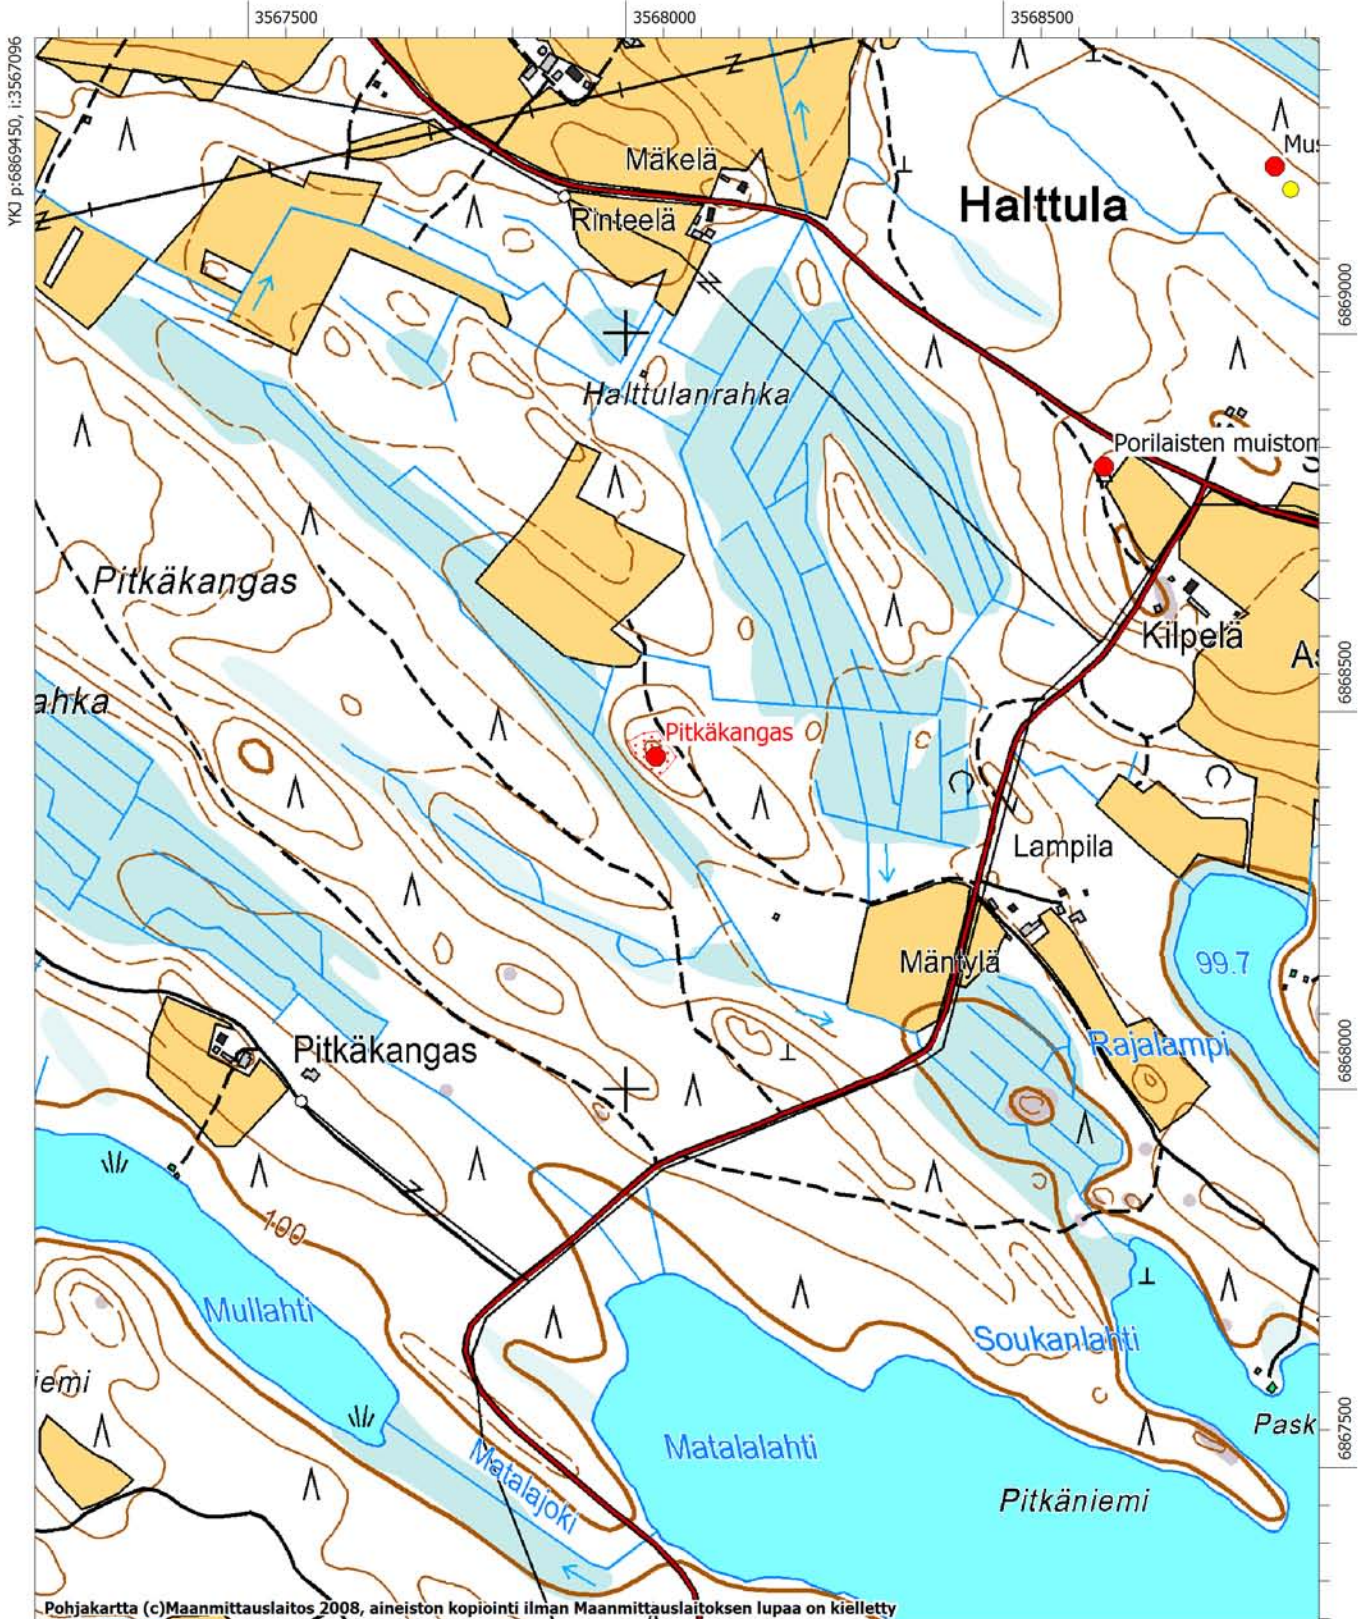 3567500
3568000
3568500
YKJ p:6869450, i:3567096
Mus
Mäkelä
Halttula
Rinteelä
6869000
Halttulanrahka
Porilaisten muistom
Pitkäkangas
Kilpelä
6868500
ahka
Pitkäkangas
Lampila
Mäntylä
99.7
Rajalampi
6868000
Pitkäkangas
100
Mullahti
Soukanlahti
iemi
Pask
6867500
Matalalahti
Matalajoki
Pitkäniemi
Pohjakartta (c)Maanmittauslaitos 2008, aineiston kopiointi ilman Maanmittauslaitoksen lupaa on kielletty